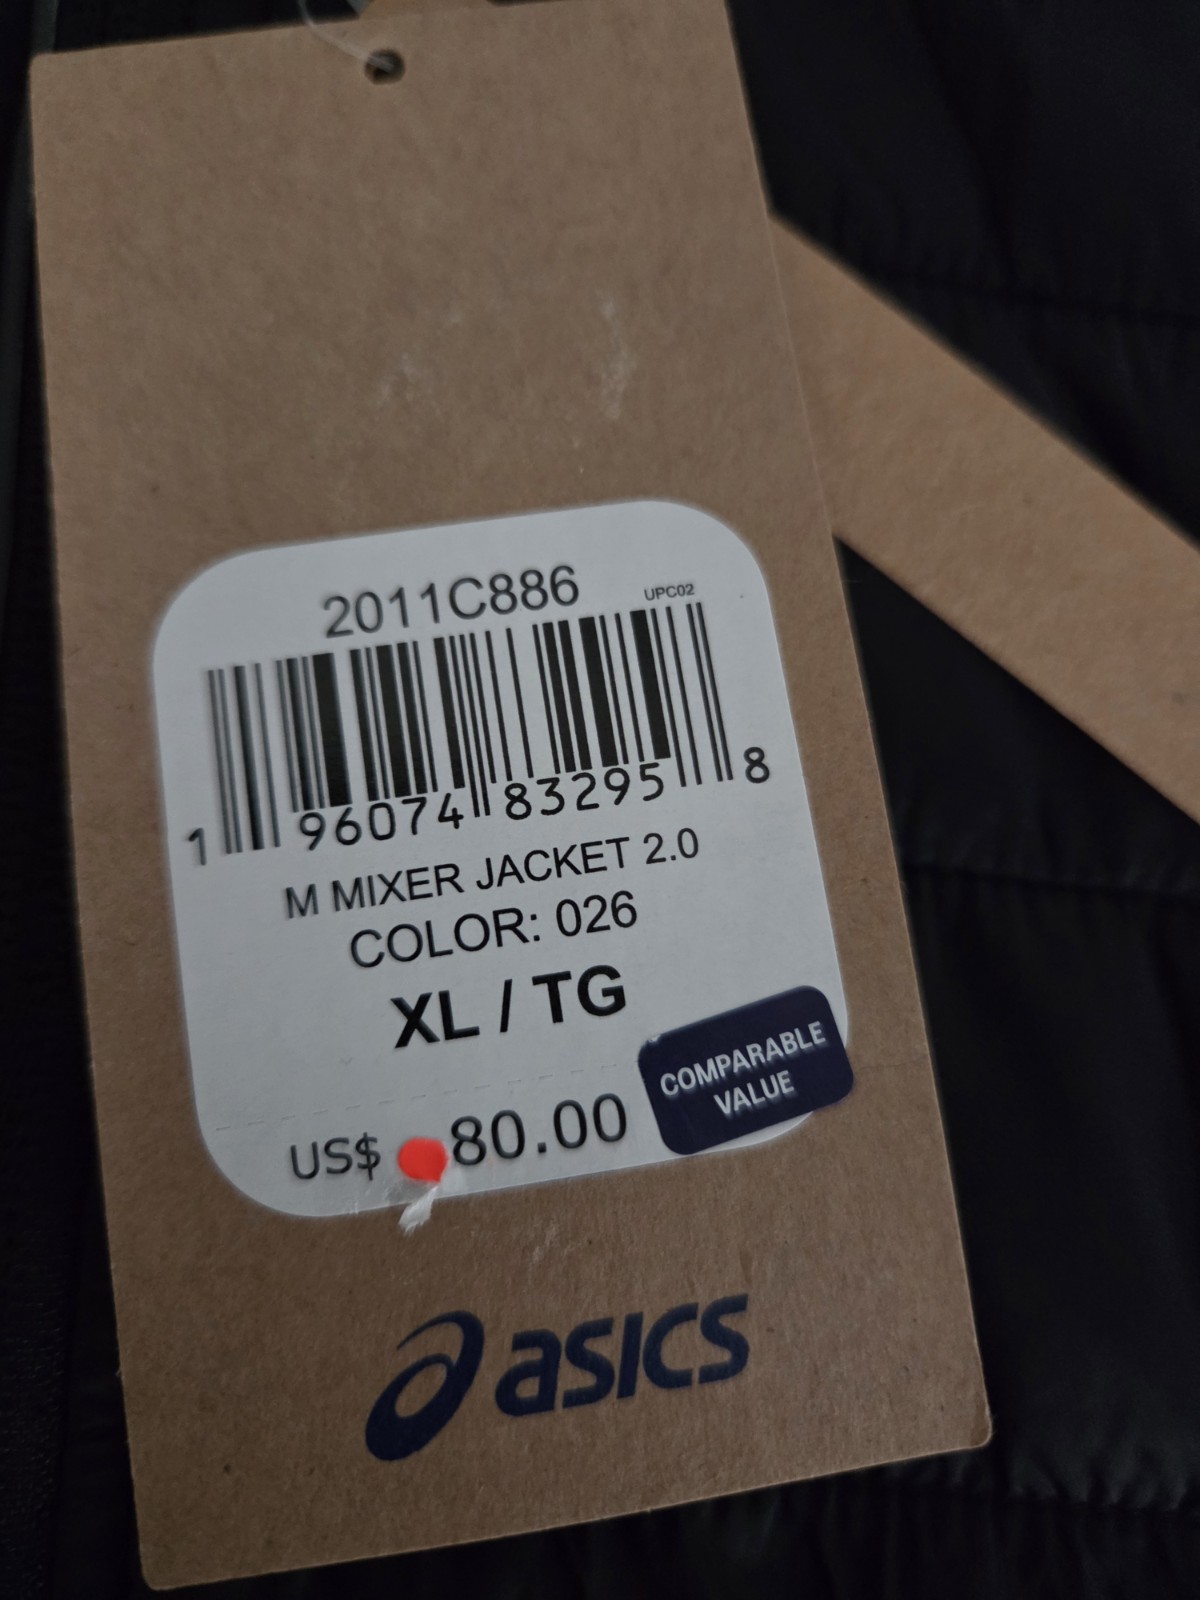 2011C886
UPC02
1 96074 83295 8
M MIXER JACKET 2.0
COLOR: 026
XL / TG
COMPARABLE
VALUE
US$ 80.00
asics